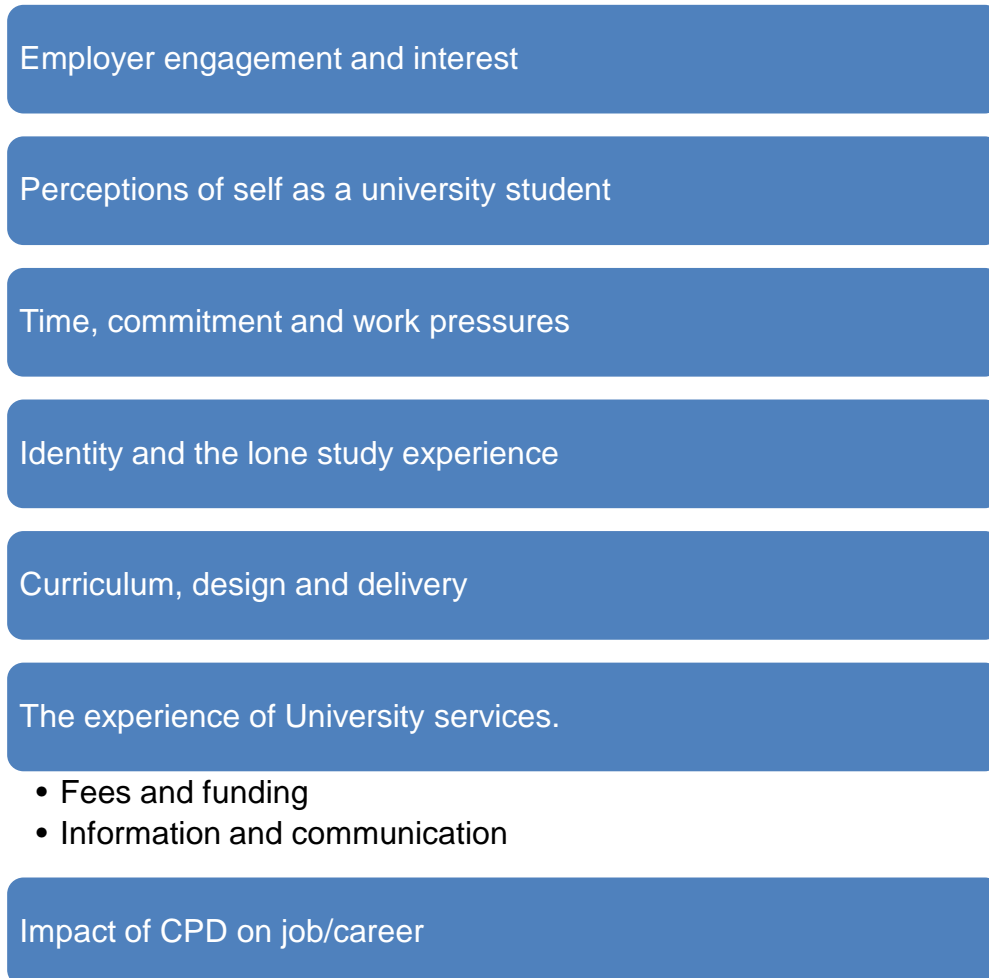 Employer engagement and interest
Perceptions of self as a university student
Time, commitment and work pressures
Identity and the lone study experience
Curriculum, design and delivery
The experience of University services.
• Fees and funding
• Information and communication
Impact of CPD on job/career